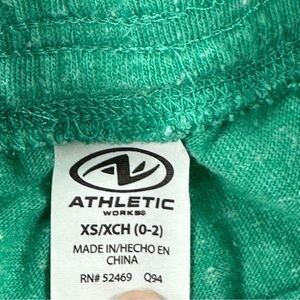 ATHLETIC
WORKS®
XS/XCH (0-2)
MADE IN/HECHO EN
CHINA
RN# 52469 Q94